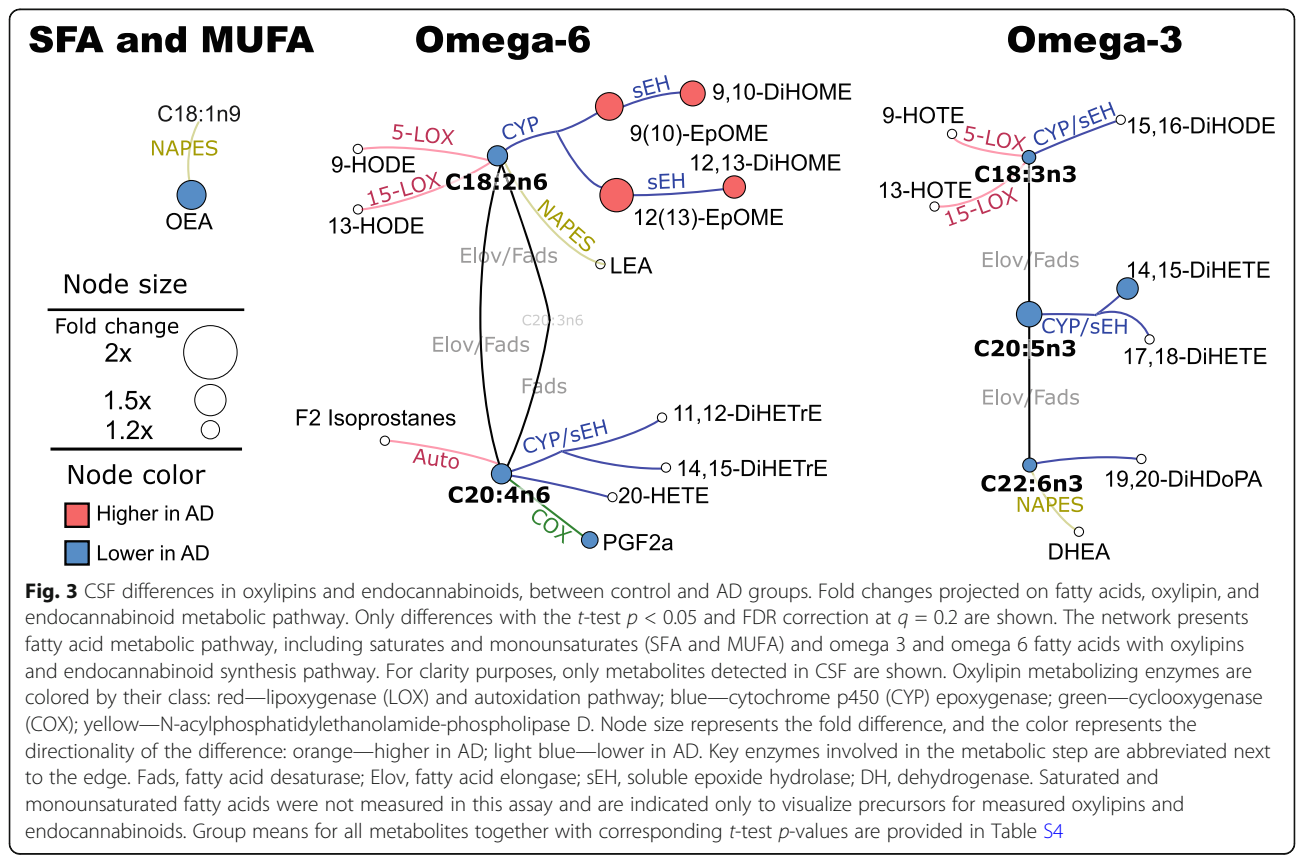 SFA and MUFA
Omega-6
Omega-3
C18:1n9
NAPES
OEA
Node size
Fold change
2x
1.5x
1.2x
Node color
Higher in AD
Lower in AD
sEH
9,10-DiHOME
CYP
9(10)-EpOME
5-LOX
9-HODE
12,13-DiHOME
C18:2n6
sEH
15-LOX
12(13)-EpOME
13-HODE
NAPES
Elov/Fads
LEA
C20:3n6
Elov/Fads
Fads
F2 Isoprostanes
11,12-DiHETrE
CYP/sEH
Auto
14,15-DiHETrE
C20:4n6
20-HETE
COX
PGF2a
9-HOTE
CYP/sEH
15,16-DiHODE
5-LOX
C18:3n3
13-HOTE
15-LOX
Elov/Fads
14,15-DiHETE
CYP/sEH
C20:5n3
17,18-DiHETE
Elov/Fads
C22:6n3
19,20-DiHDoPA
NAPES
DHEA
Fig. 3 CSF differences in oxylipins and endocannabinoids, between control and AD groups. Fold changes projected on fatty acids, oxylipin, and
endocannabinoid metabolic pathway. Only differences with the t-test p < 0.05 and FDR correction at q = 0.2 are shown. The network presents
fatty acid metabolic pathway, including saturates and monounsaturates (SFA and MUFA) and omega 3 and omega 6 fatty acids with oxylipins
and endocannabinoid synthesis pathway. For clarity purposes, only metabolites detected in CSF are shown. Oxylipin metabolizing enzymes are
colored by their class: red—lipoxygenase (LOX) and autoxidation pathway; blue—cytochrome p450 (CYP) epoxygenase; green—cyclooxygenase
(COX); yellow—N-acylphosphatidylethanolamide-phospholipase D. Node size represents the fold difference, and the color represents the
directionality of the difference: orange—higher in AD; light blue—lower in AD. Key enzymes involved in the metabolic step are abbreviated next
to the edge. Fads, fatty acid desaturase; Elov, fatty acid elongase; sEH, soluble epoxide hydrolase; DH, dehydrogenase. Saturated and
monounsaturated fatty acids were not measured in this assay and are indicated only to visualize precursors for measured oxylipins and
endocannabinoids. Group means for all metabolites together with corresponding t-test p-values are provided in Table S4